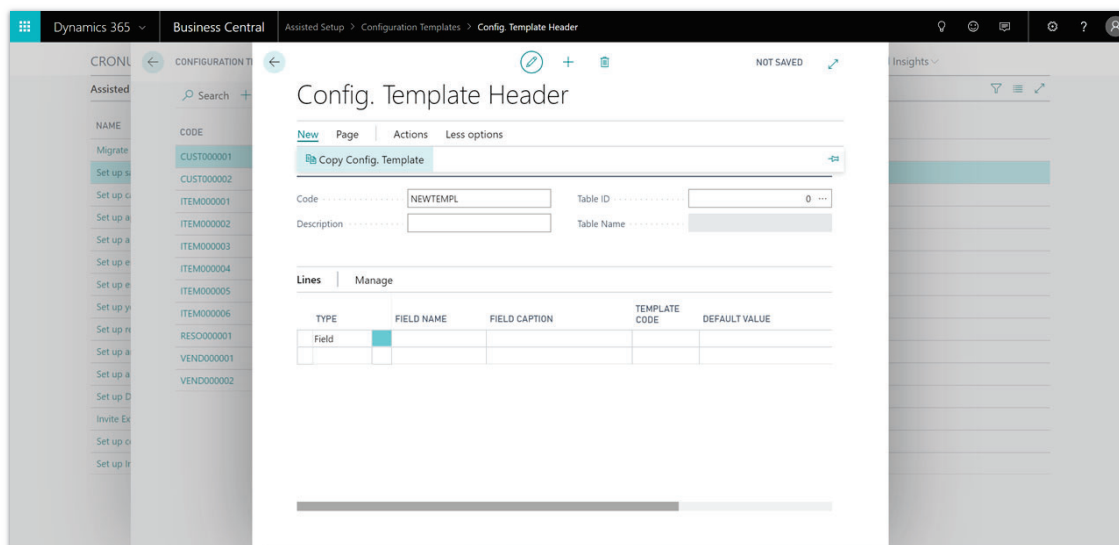 Dynamics 365 Business Central Assisted Setup > Configuration Templates > Config. Template Header ?
CRONU CONFIGURATION T NOT SAVED Insights
Assisted Search +
Config. Template Header
NAME CODE
New Page Actions Less options
Migrate CUST000001 Copy Config. Template
Set up sa CUST000002
Set up c ITEM000001 Code NEWTEMPL Table ID 0 ...
Set up a ITEM000002 Description Table Name
Set up a ITEM000003
Set up e ITEM000004
Set up e ITEM000005 Lines Manage
Set up y ITEM000006
TYPE FIELD NAME FIELD CAPTION TEMPLATE CODE DEFAULT VALUE
Set up r RESO000001 Field
Set up a VEND000001
Set up a VEND000002
Set up D
Invite Ex
Set up c
Set up Ir